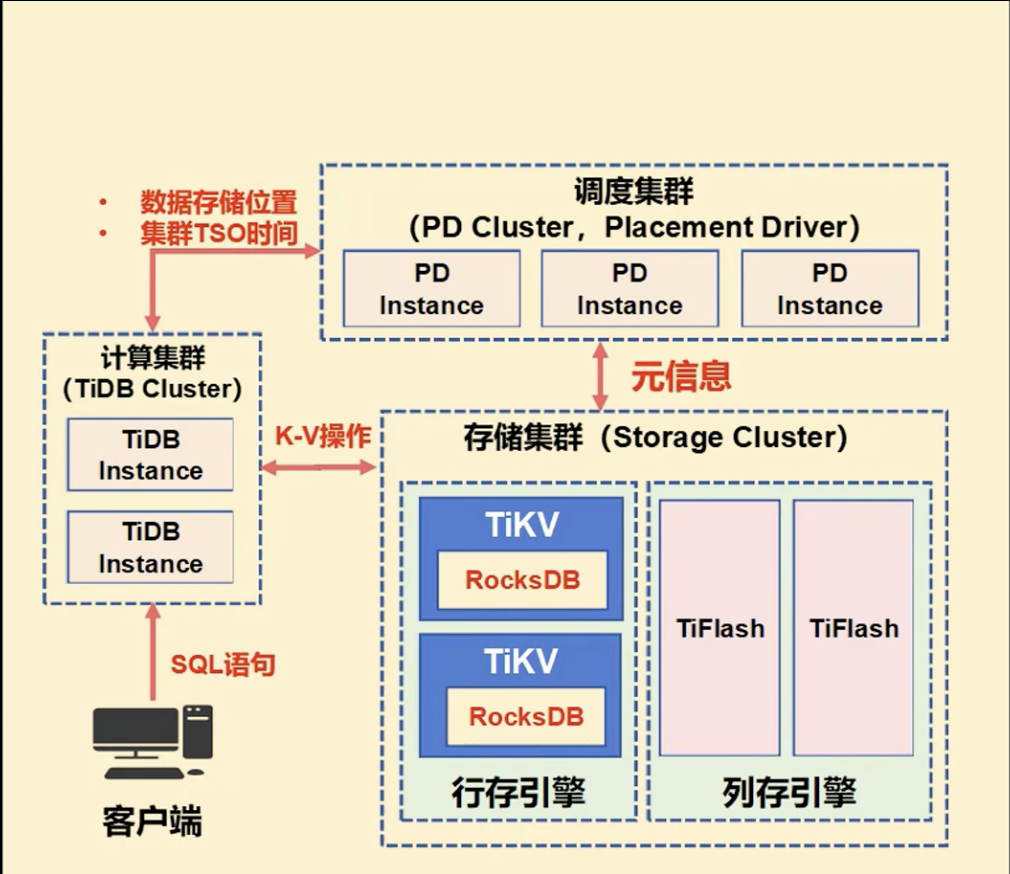 调度集群
（PD Cluster，Placement Driver）
PD
Instance
PD
Instance
PD
Instance
• 数据存储位置
• 集群TSO时间
计算集群
（TiDB Cluster）
TiDB
Instance
TiDB
Instance
K-V操作
元信息
存储集群（Storage Cluster）
TiKV
RocksDB
TiKV
RocksDB
行存引擎
TiFlash
TiFlash
列存引擎
SQL语句
客户端